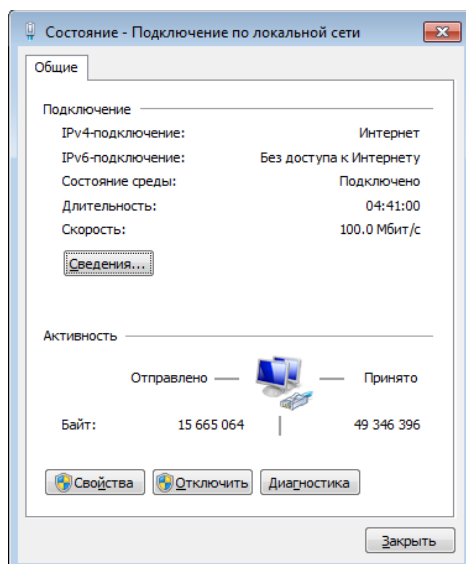 Состояние - Подключение по локальной сети
Общие
Подключение
IPv4-подключение: Интернет
IPv6-подключение: Без доступа к Интернету
Состояние среды: Подключено
Длительность: 04:41:00
Скорость: 100.0 Мбит/с
Сведения...
Активность
Отправлено — — Принято
Байт: 15 665 064 | 49 346 396
Свойства Отключить Диагностика
Закрыть